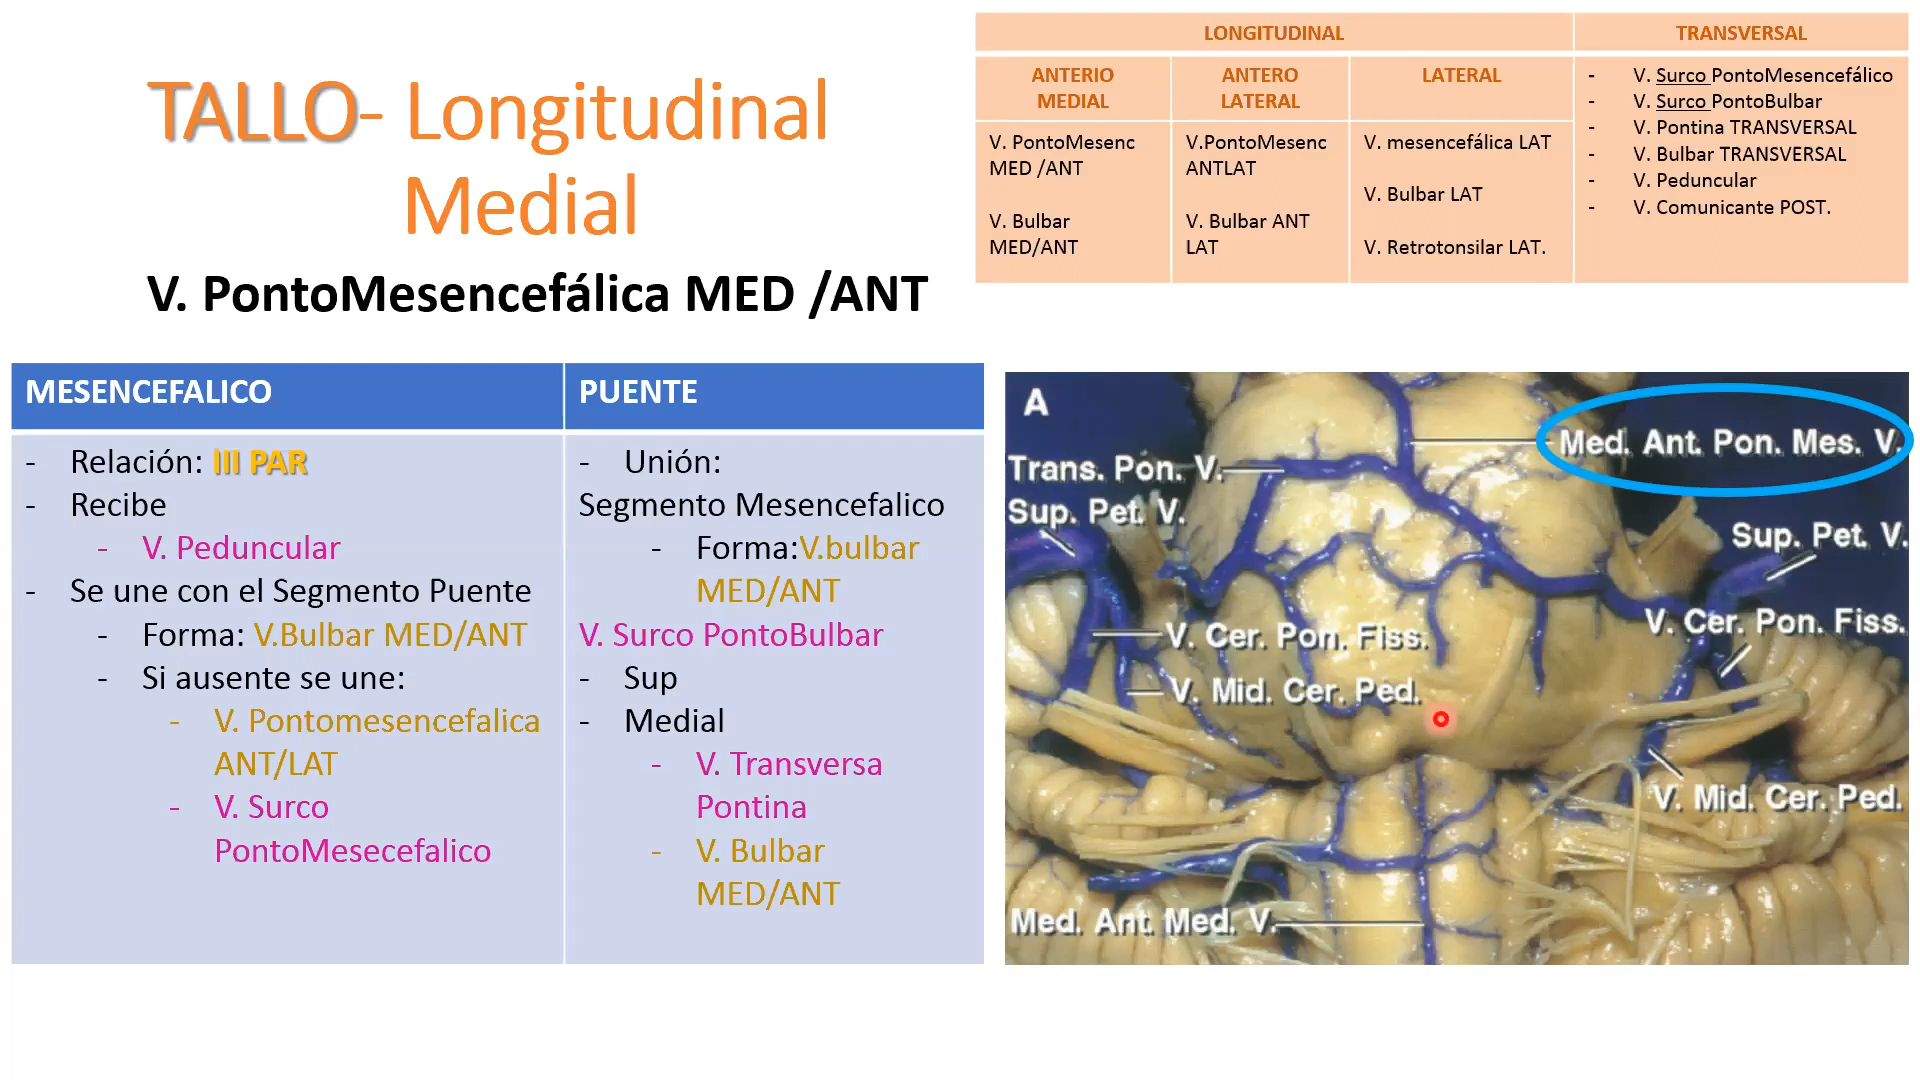 TALLO- Longitudinal
Medial
V. PontoMesencefálica MED /ANT
LONGITUDINAL
TRANSVERSAL
ANTERIO
MEDIAL
ANTERO
LATERAL
LATERAL
V. PontoMesenc
MED /ANT
V. Bulbar
MED/ANT
V.PontoMesenc
ANTLAT
V. Bulbar ANT
LAT
V. mesencefálica LAT
V. Bulbar LAT
V. Retrotonsilar LAT.
- V. Surco PontoMesencefálico
- V. Surco PontoBulbar
- V. Pontina TRANSVERSAL
- V. Bulbar TRANSVERSAL
- V. Peduncular
- V. Comunicante POST.
MESENCEFALICO
- Relación: III PAR
- Recibe
- V. Peduncular
- Se une con el Segmento Puente
- Forma: V.Bulbar MED/ANT
- Si ausente se une:
- V. Pontomesencefalica
ANT/LAT
- V. Surco
PontoMesecefalico
PUENTE
- Unión:
Segmento Mesencefalico
- Forma:V.bulbar
MED/ANT
V. Surco PontoBulbar
- Sup
- Medial
- V. Transversa
Pontina
- V. Bulbar
MED/ANT
A
Med. Ant. Pon. Mes. V.
Trans. Pon. V.
Sup. Pet. V.
Sup. Pet. V.
V. Cer. Pon. Fiss.
V. Cer. Pon. Fiss.
V. Mid. Cer. Ped.
V. Mid. Cer. Ped.
Med. Ant. Med. V.